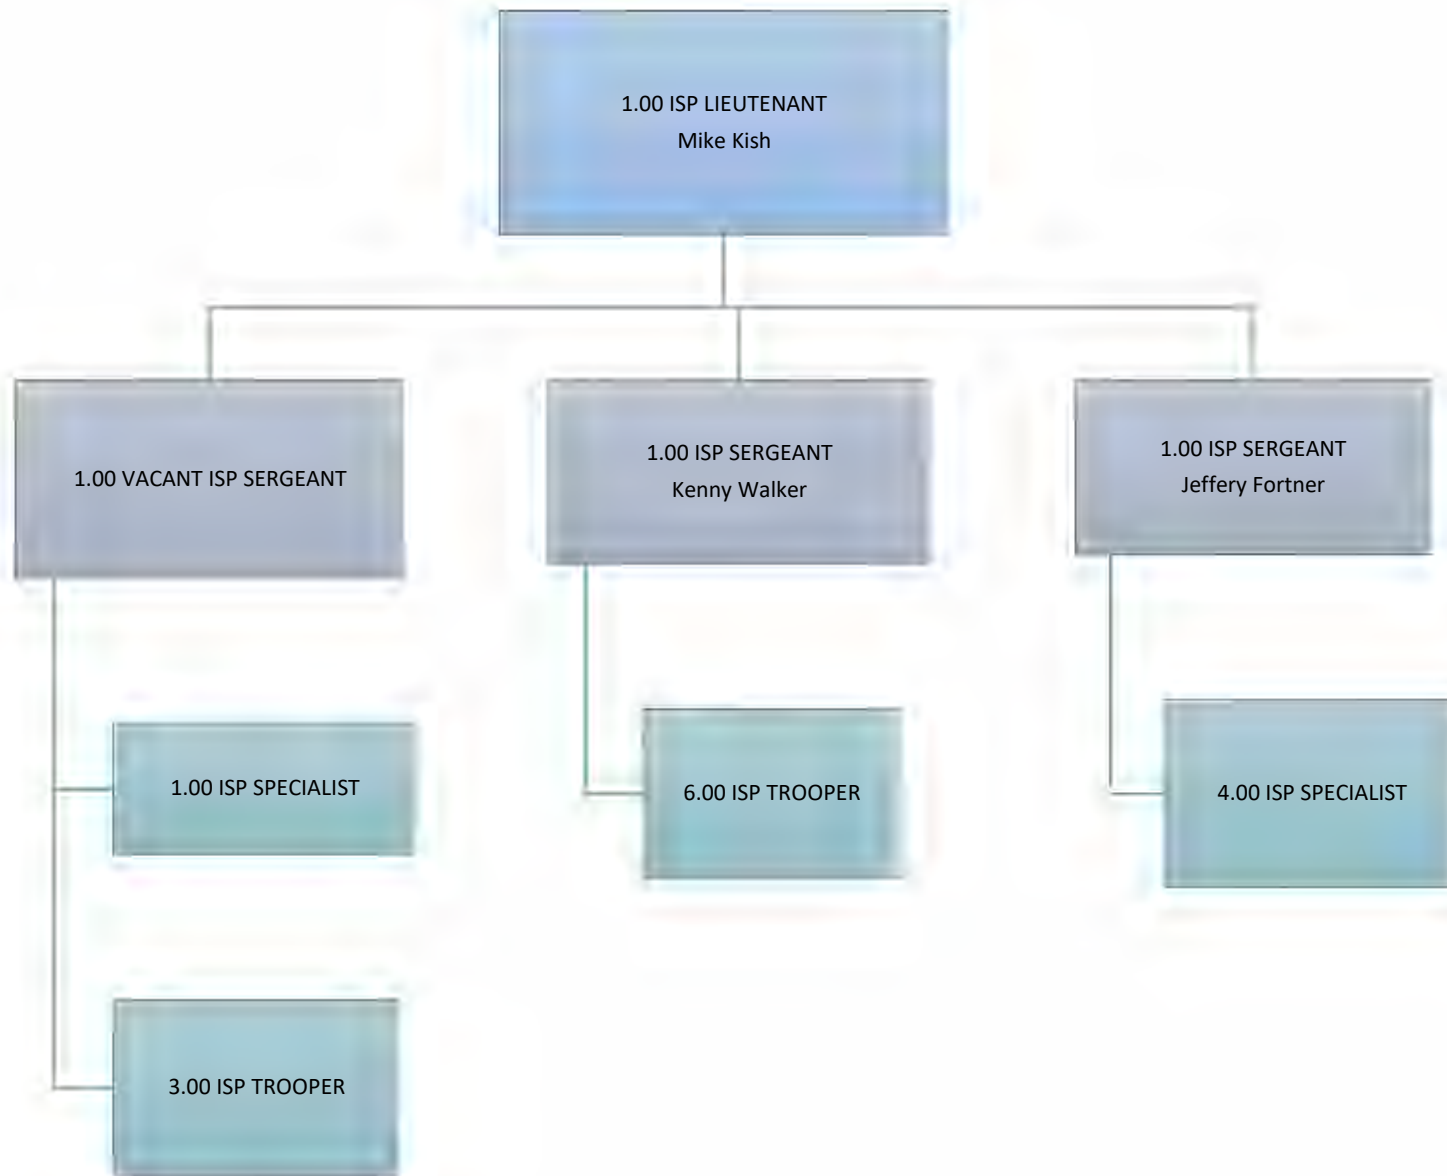 1.00 ISP LIEUTENANT
Mike Kish
1.00 VACANT ISP SERGEANT
1.00 ISP SERGEANT
Kenny Walker
1.00 ISP SERGEANT
Jeffery Fortner
1.00 ISP SPECIALIST
6.00 ISP TROOPER
4.00 ISP SPECIALIST
3.00 ISP TROOPER